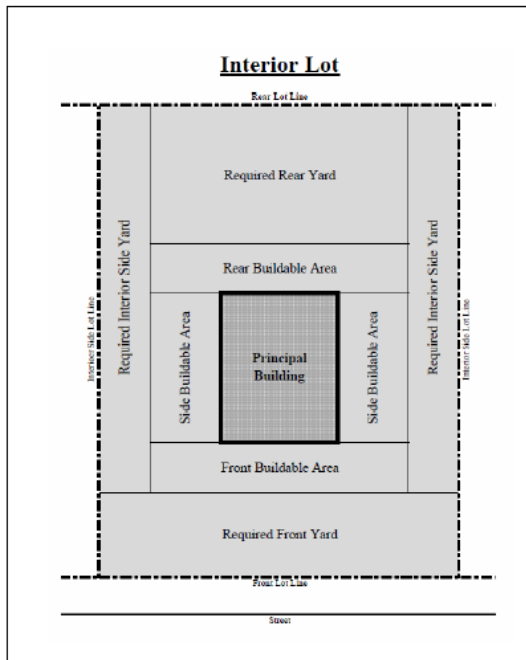 Interior Lot
Rear Lot Line
Required Rear Yard
Rear Buildable Area
Interior Side Lot Line
Required Interior Side Yard
Side Buildable Area
Principal
Building
Side Buildable Area
Required Interior Side Yard
Interior Side Lot Line
Front Buildable Area
Required Front Yard
Front Lot Line
Street